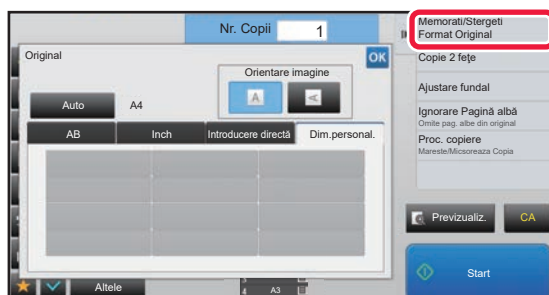 Nr. Copii 1
Memorati/Stergeti
Format Original
Original
OK
Copie 2 feţe
Orientare imagine
A A
Ajustare fundal
Auto A4
Ignorare Pagină albă
Omite pag. albe din original
AB Inch Introducere directă Dim.personal.
Proc. copiere
Mareste/Micsoreaza Copia
Previzualiz. CA
Start
Altele
4 A3